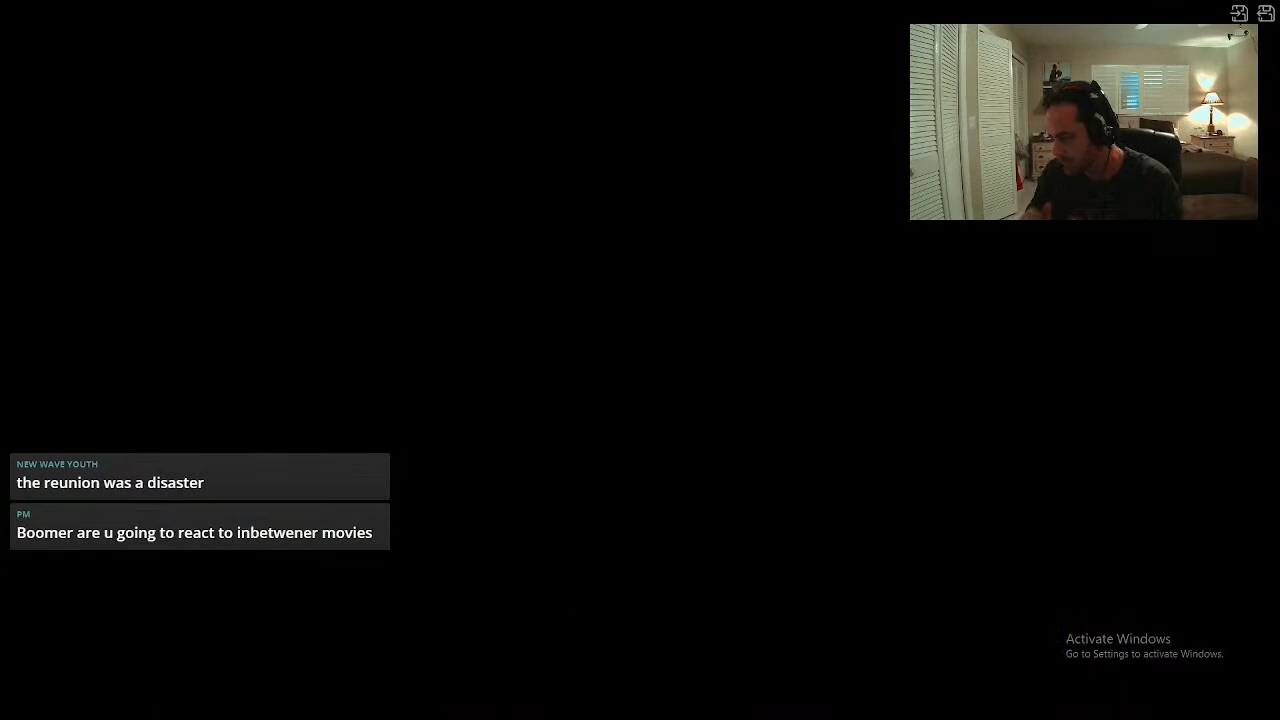 NEW WAVE YOUTH
the reunion was a disaster
PM
Boomer are u going to react to inbetwener movies
Activate Windows
Go to Settings to activate Windows.